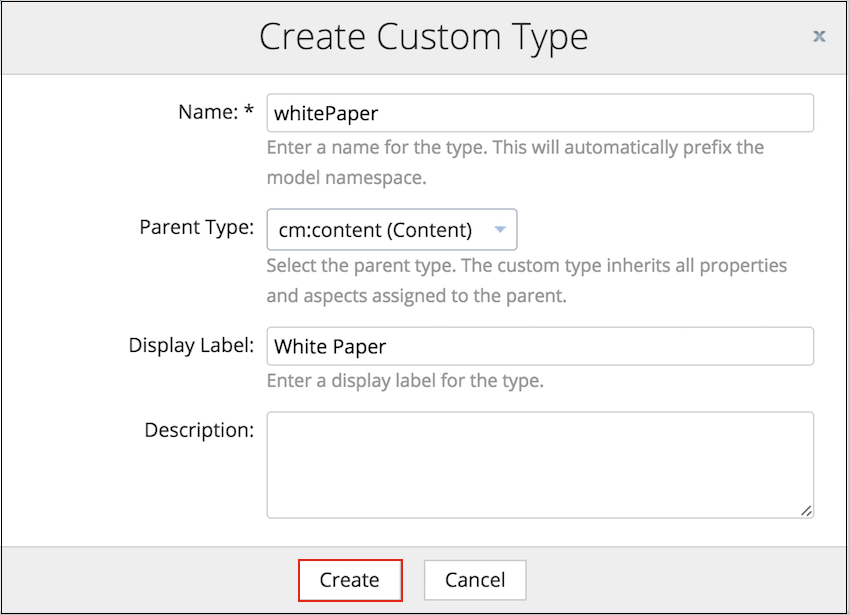 Create Custom Type
x
Name: * whitePaper
Enter a name for the type. This will automatically prefix the
model namespace.
Parent Type: cm:content (Content)
Select the parent type. The custom type inherits all properties
and aspects assigned to the parent.
Display Label: White Paper
Enter a display label for the type.
Description:
Create Cancel